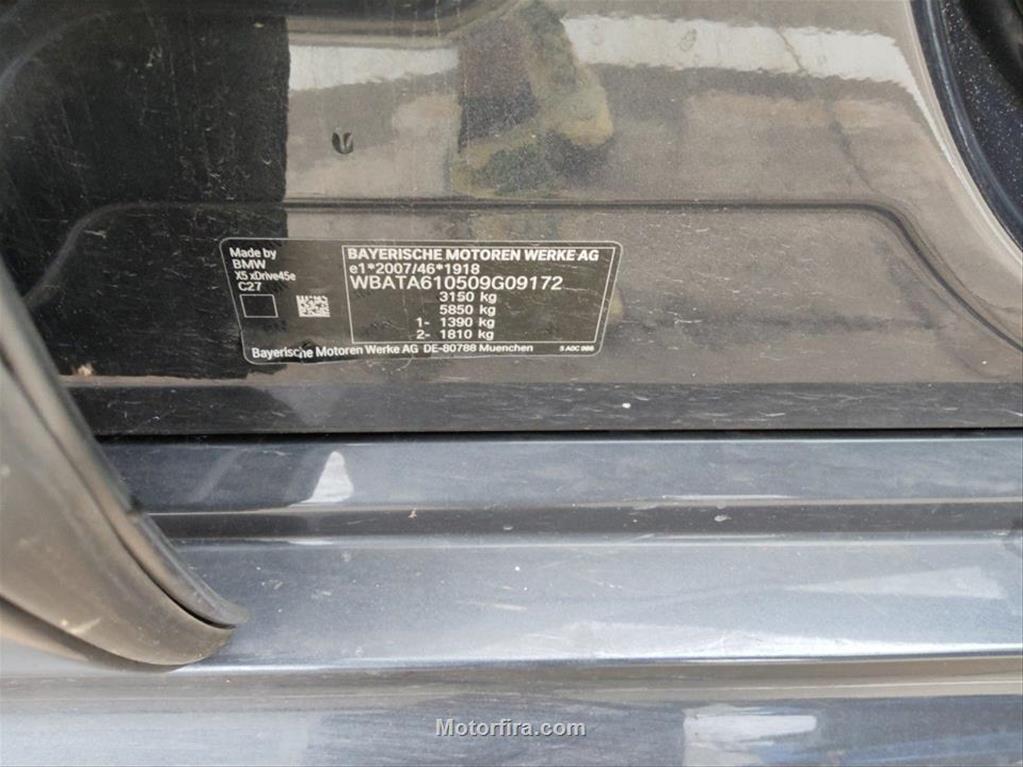 Made by
BMW
X5 xDrive45e
C27
BAYERISCHE MOTOREN WERKE AG
e1*2007/46*1918
WBATA610509G09172
3150 kg
5850 kg
1- 1390 kg
2- 1810 kg
Bayerische Motoren Werke AG DE-80788 Muenchen
Motorfira.com